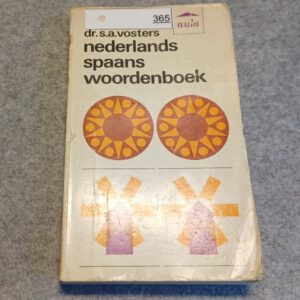 365
aula
dr. s.a. vosters
nederlands
spaans
woordenboek